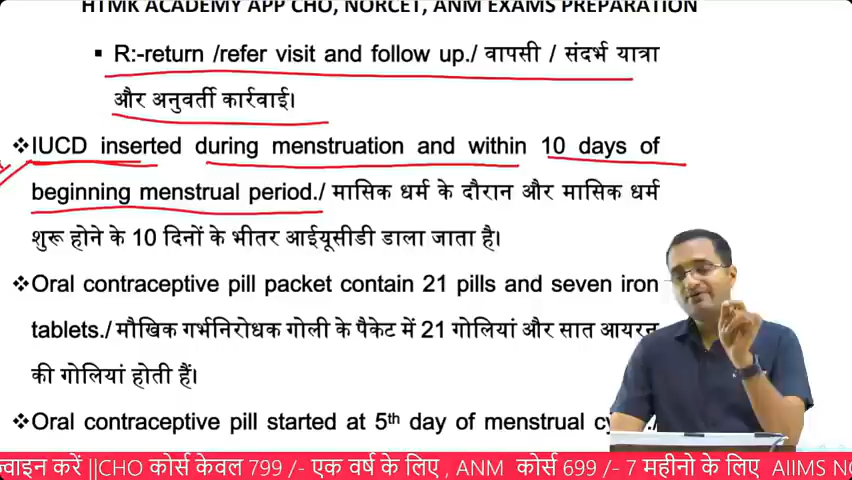 HTMK ACADEMY APP CHO, NORCET, ANM EXAMS PREPARATION
▪ R:-return /refer visit and follow up./ वापसी / संदर्भ यात्रा
और अनुवर्ती कार्रवाई।
❖IUCD inserted during menstruation and within 10 days of
beginning menstrual period./ मासिक धर्म के दौरान और मासिक धर्म
शुरू होने के 10 दिनों के भीतर आईयूसीडी डाला जाता है।
❖Oral contraceptive pill packet contain 21 pills and seven iron
tablets./ मौखिक गर्भनिरोधक गोली के पैकेट में 21 गोलियां और सात आयरन
की गोलियां होती हैं।
❖Oral contraceptive pill started at 5th day of menstrual
करें ||CHO कोर्स केवल 799 /- एक वर्ष के लिए , ANM कोर्स 699 /- 7 महीनो के लिए AIIMS